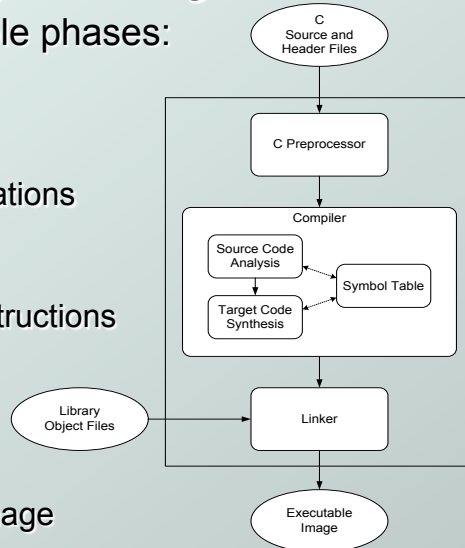 le phases:
ations
tructions
age
C
Source and
Header Files
C Preprocessor
Compiler
Source Code
Analysis
Symbol Table
Target Code
Synthesis
Library
Object Files
Linker
Executable
Image